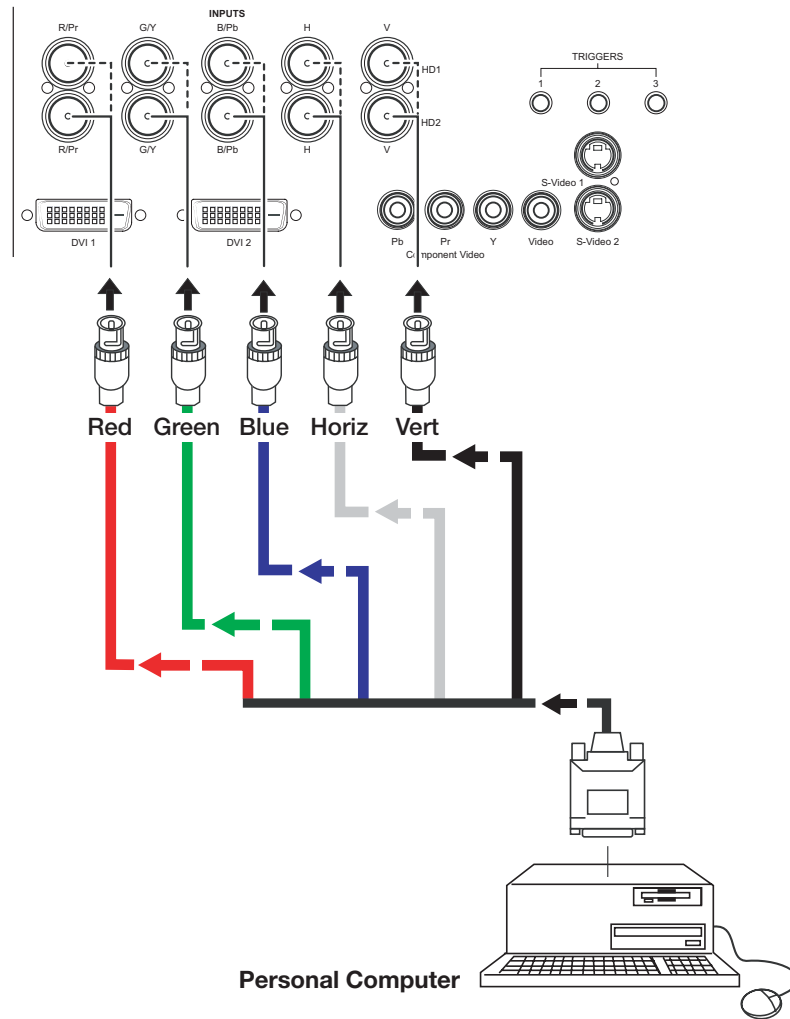 INPUTS
R/Pr G/Y B/Pb H V
HD1
HD2
R/Pr G/Y B/Pb H V
TRIGGERS
1 2 3
S-Video 1
DVI 1 DVI 2
Pb Pr Y Video S-Video 2
Component Video
Red Green Blue Horiz Vert
Personal Computer